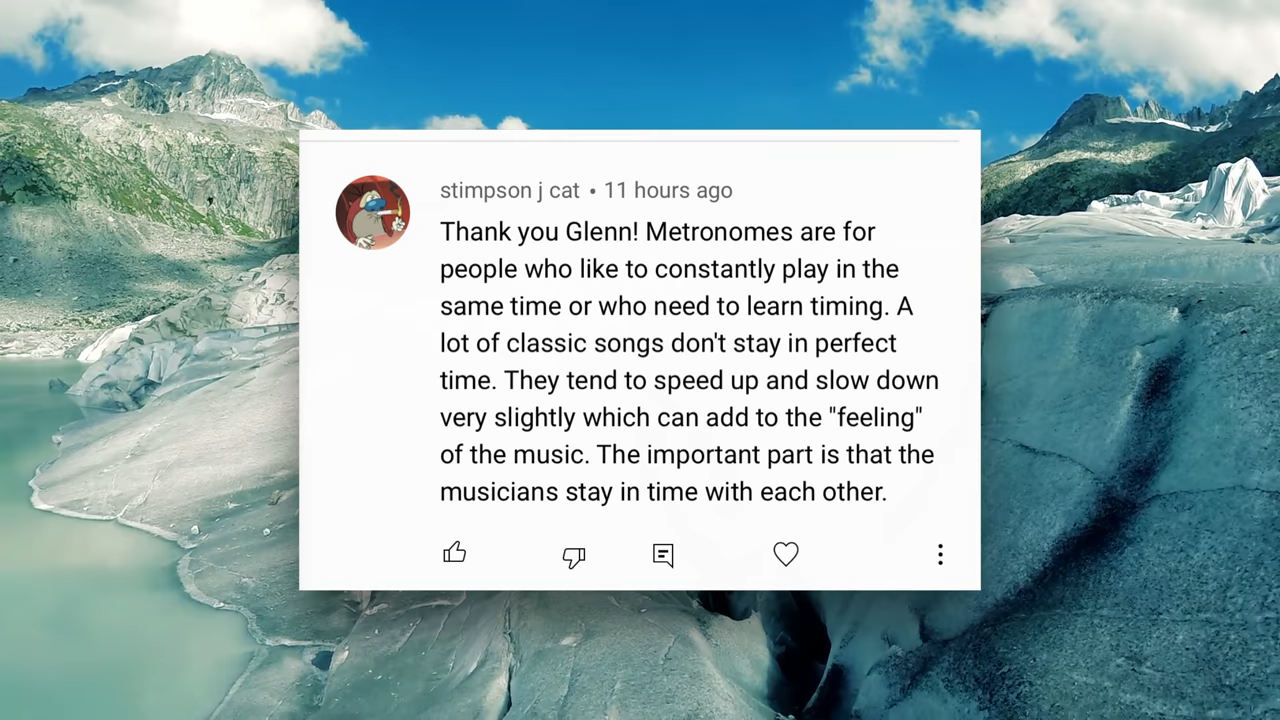 stimpson j cat • 11 hours ago
Thank you Glenn! Metronomes are for
people who like to constantly play in the
same time or who need to learn timing. A
lot of classic songs don't stay in perfect
time. They tend to speed up and slow down
very slightly which can add to the "feeling"
of the music. The important part is that the
musicians stay in time with each other.